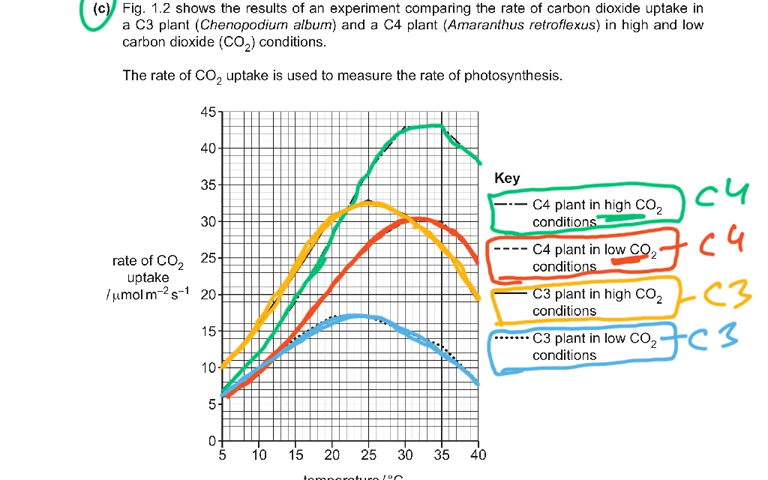 (c) Fig. 1.2 shows the results of an experiment comparing the rate of carbon dioxide uptake in
a C3 plant (Chenopodium album) and a C4 plant (Amaranthus retroflexus) in high and low
carbon dioxide (CO₂) conditions.
The rate of CO₂ uptake is used to measure the rate of photosynthesis.
45
40
35
30
25
20
15
10
5
0
rate of CO₂
uptake
/μmol m⁻² s⁻¹
5 10 15 20 25 30 35 40
temperature / °C
Key
C4 plant in high CO₂
conditions
C4
C4 plant in low CO₂
conditions
C4
C3 plant in high CO₂
conditions
C3
C3 plant in low CO₂
conditions
C3